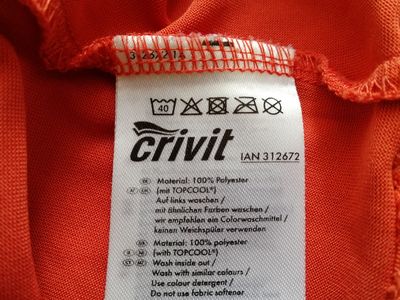 40
crivit
IAN 312672
Material: 100% Polyester
(mit TOPCOOL®)
Auf links waschen /
mit ähnlichen Farben waschen /
wir empfehlen ein Colorwaschmittel /
keinen Weichspüler verwenden
Material: 100% polyester
(with TOPCOOL®)
Wash inside out /
Wash with similar colours /
Use colour detergent /
Do not use fabric softener